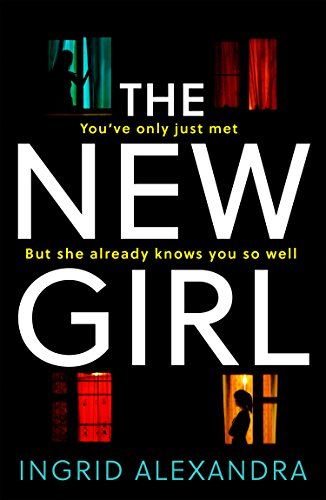 THE
You've only just met
NEW
But she already knows you so well
GIRL
INGRID ALEXANDRA